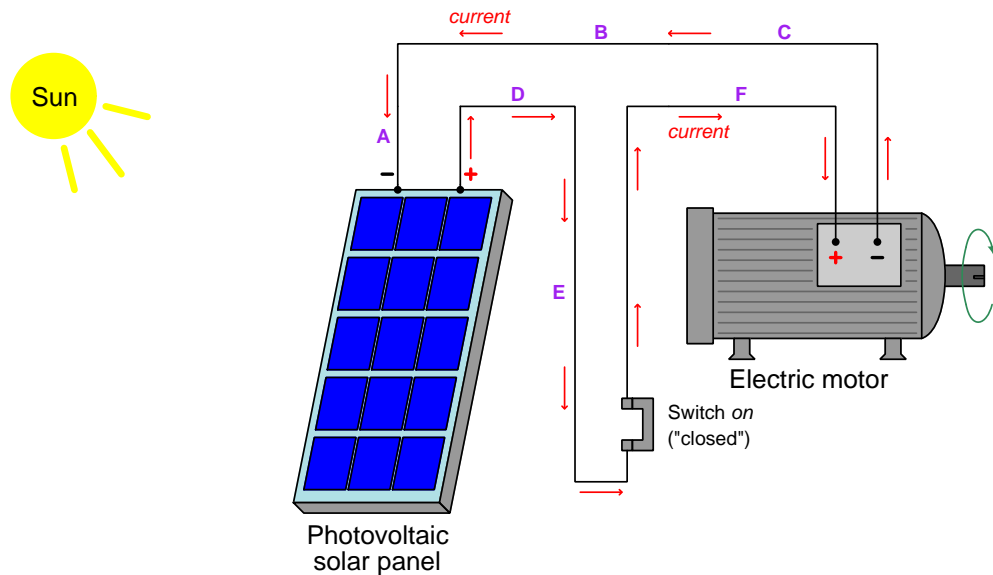 current
B
C
Sun
D
F
A
current
−
+
+
−
E
Electric motor
Switch on
("closed")
Photovoltaic
solar panel